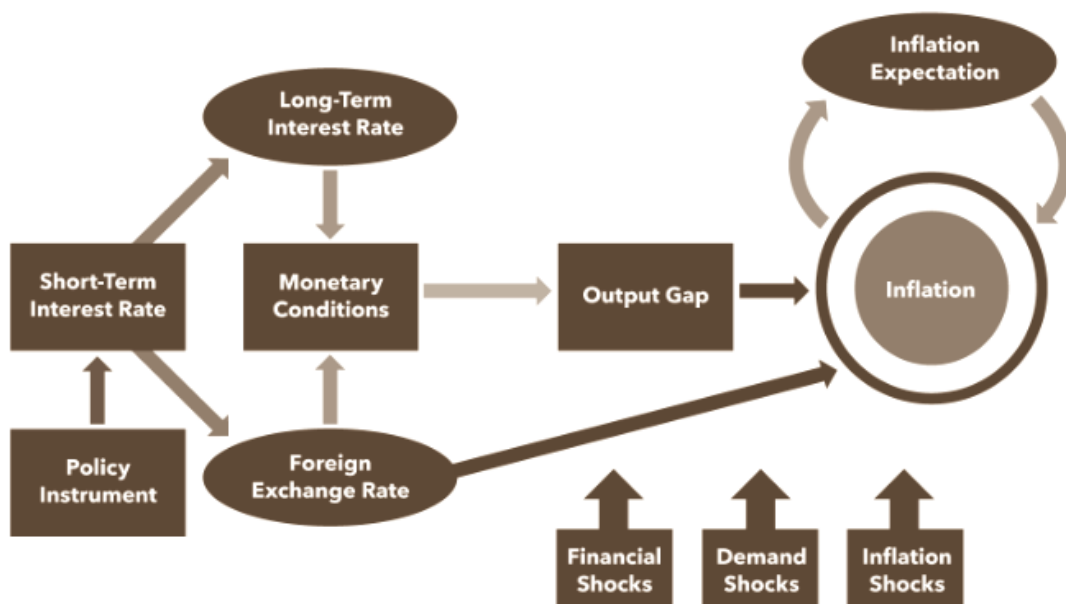 Inflation
Expectation
Long-Term
Interest Rate
Short-Term
Interest Rate
Monetary
Conditions
Output Gap
Inflation
Policy
Instrument
Foreign
Exchange Rate
Financial
Shocks
Demand
Shocks
Inflation
Shocks